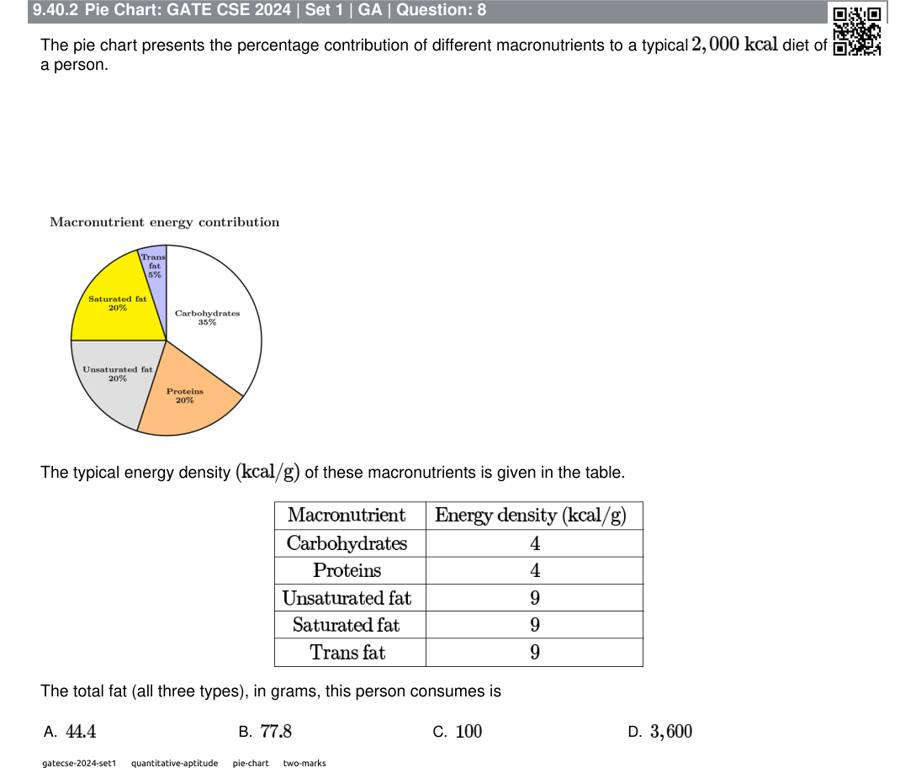 9.40.2 Pie Chart: GATE CSE 2024 | Set 1 | GA | Question: 8
The pie chart presents the percentage contribution of different macronutrients to a typical 2,000 kcal diet of
a person.
Macronutrient energy contribution
Trans
fat
5%
Saturated fat
20%
Carbohydrates
35%
Unsaturated fat
20%
Proteins
20%
The typical energy density (kcal/g) of these macronutrients is given in the table.
Macronutrient Energy density (kcal/g)
Carbohydrates 4
Proteins 4
Unsaturated fat 9
Saturated fat 9
Trans fat 9
The total fat (all three types), in grams, this person consumes is
A. 44.4 B. 77.8 C. 100 D. 3,600
gatecse-2024-set1 quantitative-aptitude pie-chart two-marks